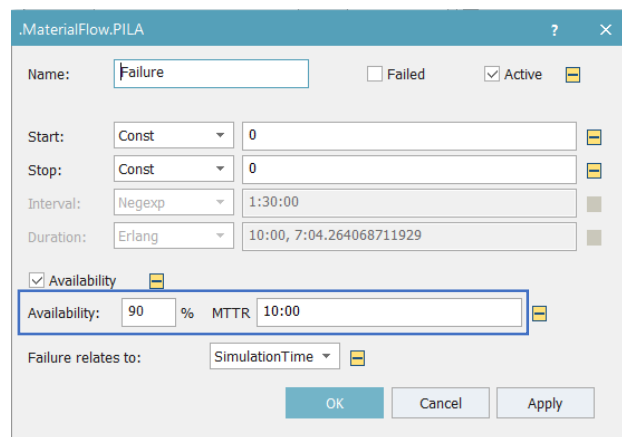 .MaterialFlow.PILA ? ×
Name: Failure Failed Active
Start: Const 0
Stop: Const 0
Interval: Negexp 1:30:00
Duration: Erlang 10:00, 7:04.264068711929
Availability
Availability: 90 % MTTR 10:00
Failure relates to: SimulationTime
OK Cancel Apply